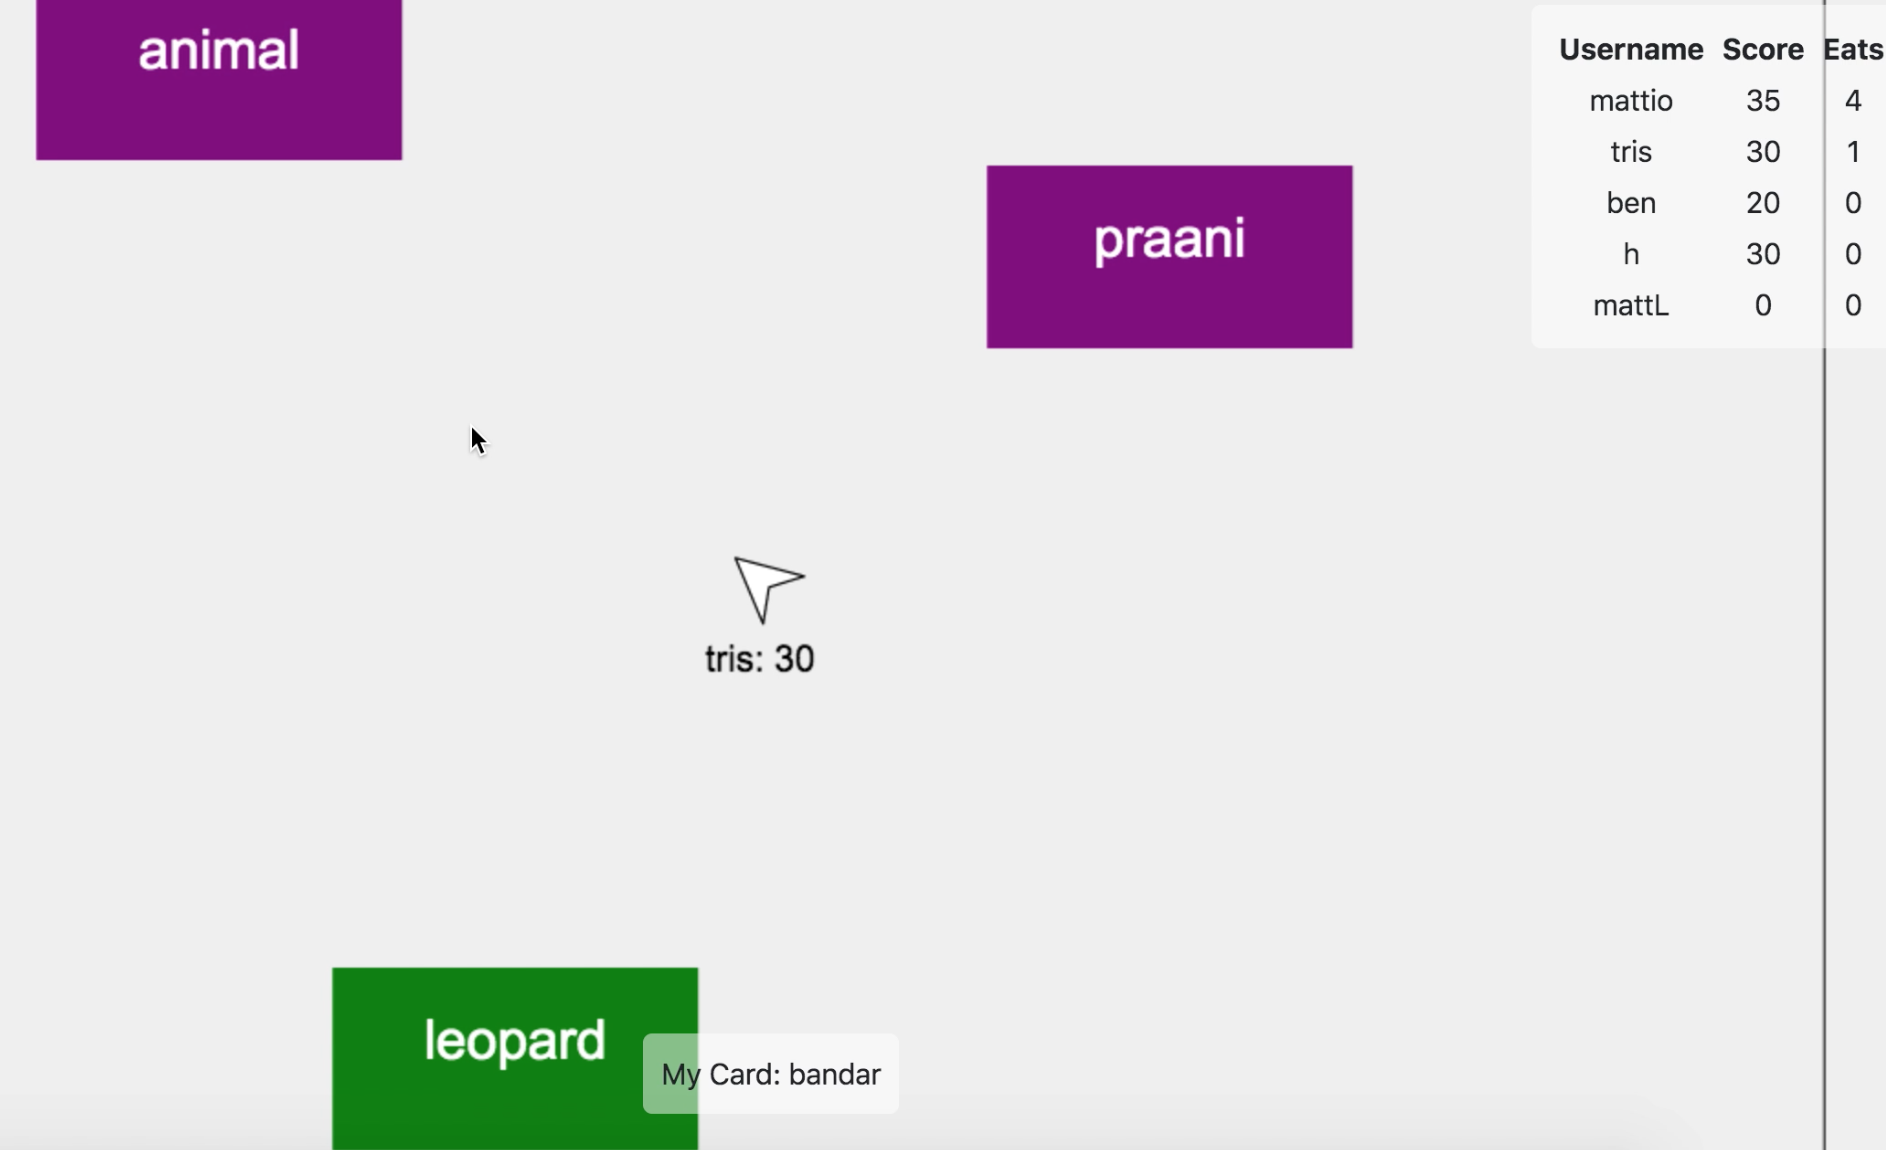 animal
praani
Username Score Eats
mattio 35 4
tris 30 1
ben 20 0
h 30 0
mattL 0 0
tris: 30
leopard
My Card: bandar